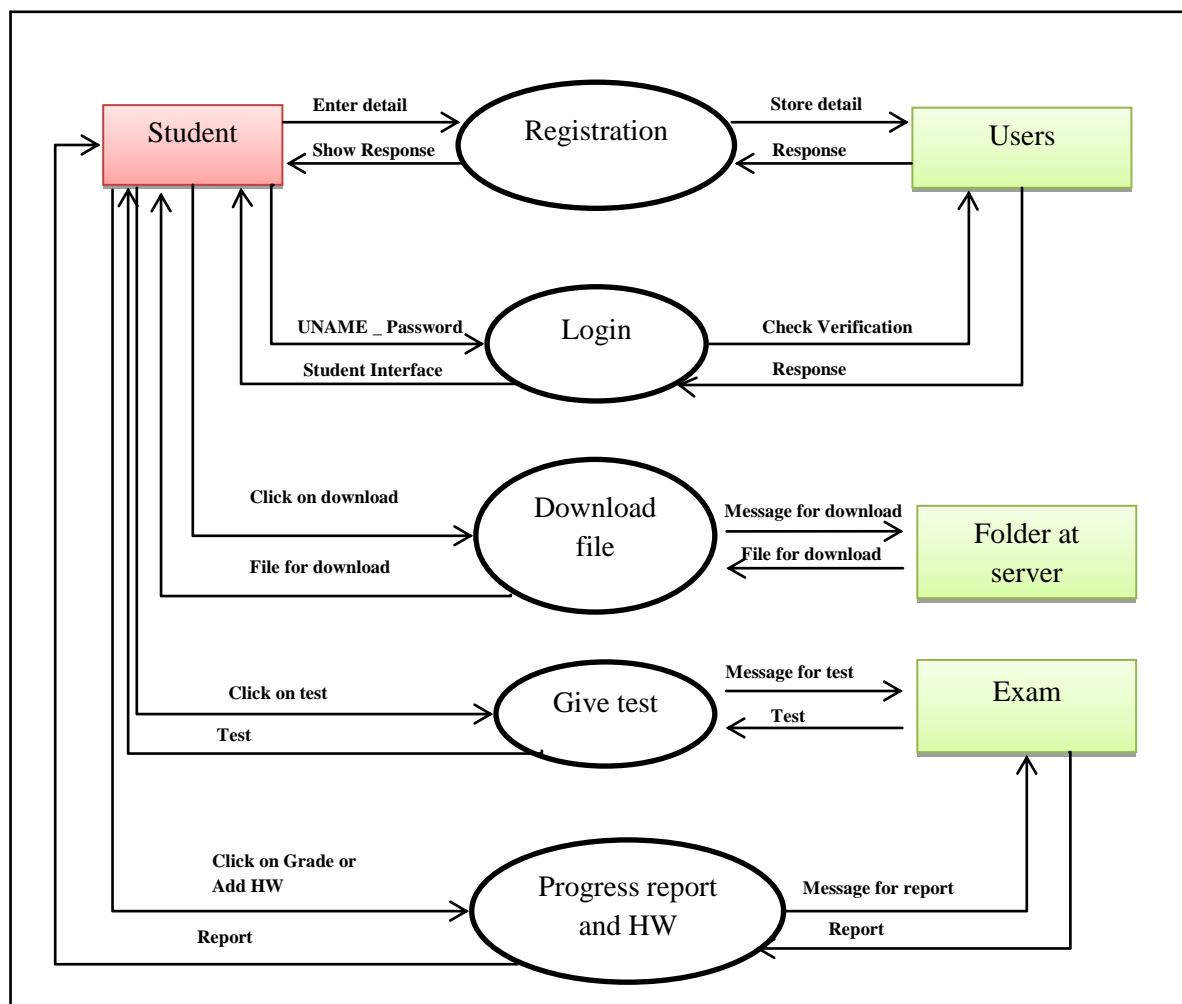 Enter detail
Store detail
Student
Registration
Users
Show Response
Response
UNAME _ Password
Login
Check Verification
Student Interface
Response
Click on download
Download
file
Message for download
Folder at
server
File for download
File for download
Click on test
Give test
Message for test
Exam
Test
Test
Click on Grade or
Add HW
Progress report
and HW
Message for report
Report
Report